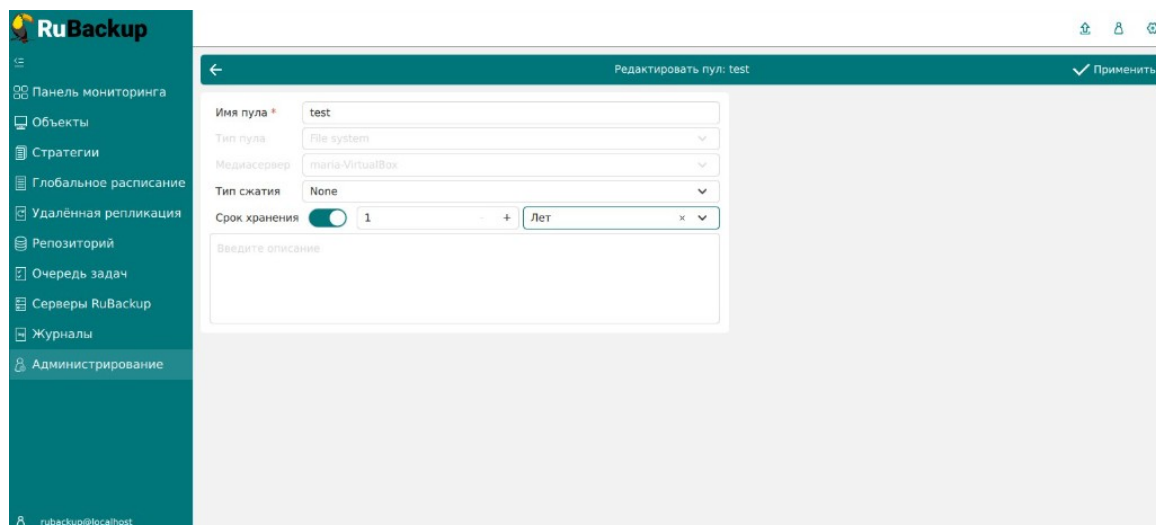 RuBackup
Панель мониторинга
Объекты
Стратегии
Глобальное расписание
Удалённая репликация
Репозиторий
Очередь задач
Серверы RuBackup
Журналы
Администрирование
rubackup@localhost
Редактировать пул: test
Применить
Имя пула * test
Тип пула File system
Медиасервер maria-VirtualBox
Тип сжатия None
Срок хранения 1 - + Лет ×
Введите описание